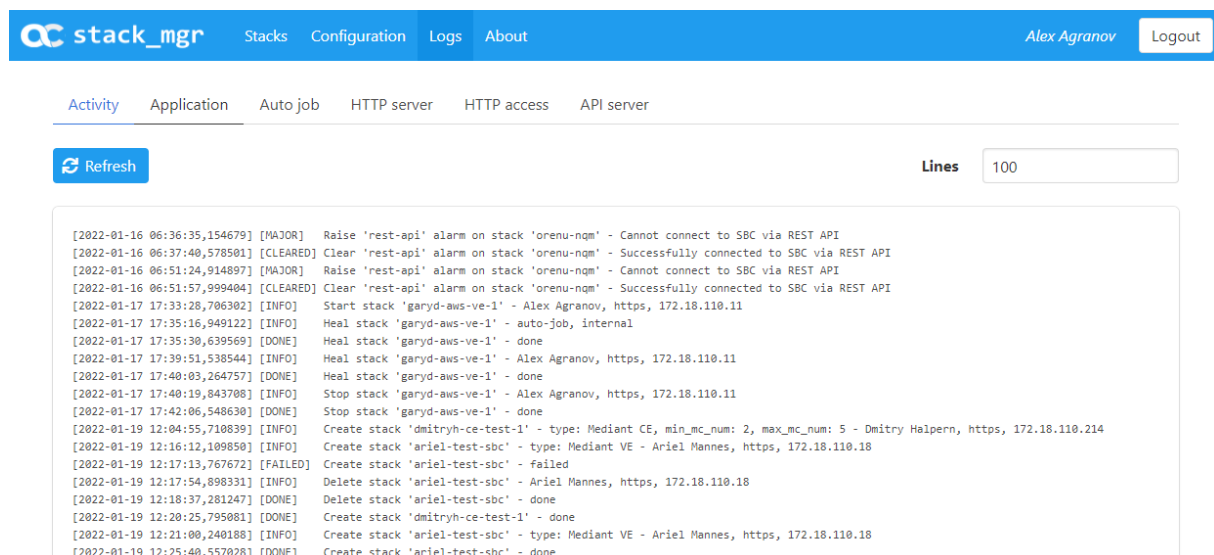 stack_mgr Stacks Configuration Logs About Alex Agranov Logout
Activity Application Auto job HTTP server HTTP access API server
Refresh Lines 100
[2022-01-16 06:36:35,154679] [MAJOR] Raise 'rest-api' alarm on stack 'orenu-nqm' - Cannot connect to SBC via REST API
[2022-01-16 06:37:40,578501] [CLEARED] Clear 'rest-api' alarm on stack 'orenu-nqm' - Successfully connected to SBC via REST API
[2022-01-16 06:51:24,914897] [MAJOR] Raise 'rest-api' alarm on stack 'orenu-nqm' - Cannot connect to SBC via REST API
[2022-01-16 06:51:57,999404] [CLEARED] Clear 'rest-api' alarm on stack 'orenu-nqm' - Successfully connected to SBC via REST API
[2022-01-17 17:33:28,706302] [INFO] Start stack 'garyd-aws-ve-1' - Alex Agranov, https, 172.18.110.11
[2022-01-17 17:35:16,949122] [INFO] Heal stack 'garyd-aws-ve-1' - auto-job, internal
[2022-01-17 17:35:30,639569] [DONE] Heal stack 'garyd-aws-ve-1' - done
[2022-01-17 17:39:51,538544] [INFO] Heal stack 'garyd-aws-ve-1' - Alex Agranov, https, 172.18.110.11
[2022-01-17 17:40:03,264757] [DONE] Heal stack 'garyd-aws-ve-1' - done
[2022-01-17 17:40:19,843708] [INFO] Stop stack 'garyd-aws-ve-1' - Alex Agranov, https, 172.18.110.11
[2022-01-17 17:42:06,548630] [DONE] Stop stack 'garyd-aws-ve-1' - done
[2022-01-19 12:04:55,710839] [INFO] Create stack 'dmitryh-ce-test-1' - type: Mediant CE, min_mc_num: 2, max_mc_num: 5 - Dmitry Halpern, https, 172.18.110.214
[2022-01-19 12:16:12,109850] [INFO] Create stack 'ariel-test-sbc' - type: Mediant VE - Ariel Mannes, https, 172.18.110.18
[2022-01-19 12:17:13,767672] [FAILED] Create stack 'ariel-test-sbc' - failed
[2022-01-19 12:17:54,898331] [INFO] Delete stack 'ariel-test-sbc' - Ariel Mannes, https, 172.18.110.18
[2022-01-19 12:18:37,281247] [DONE] Delete stack 'ariel-test-sbc' - done
[2022-01-19 12:20:25,795081] [DONE] Create stack 'dmitryh-ce-test-1' - done
[2022-01-19 12:21:00,240188] [INFO] Create stack 'ariel-test-sbc' - type: Mediant VE - Ariel Mannes, https, 172.18.110.18
[2022-01-19 12:25:40,557028] [DONE] Create stack 'ariel-test-sbc' - done